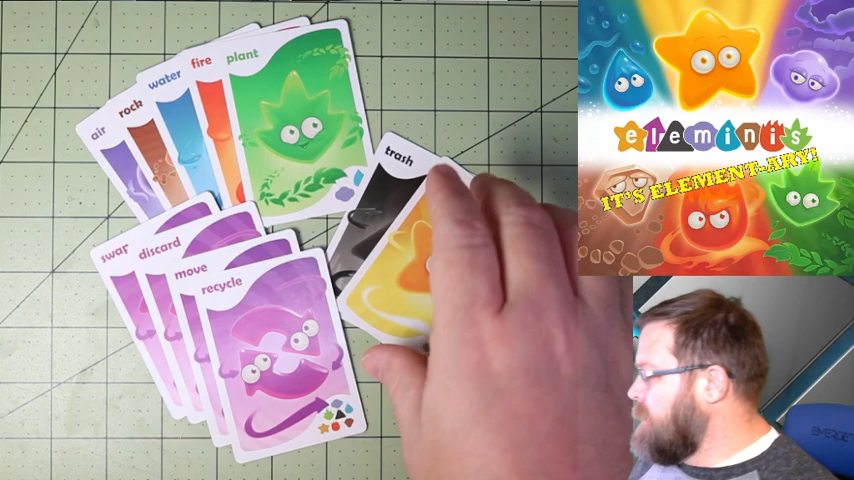 air
rock
water
fire
plant
trash
swap
discard
move
recycle
eleminis
IT'S ELEMENT-ARY!